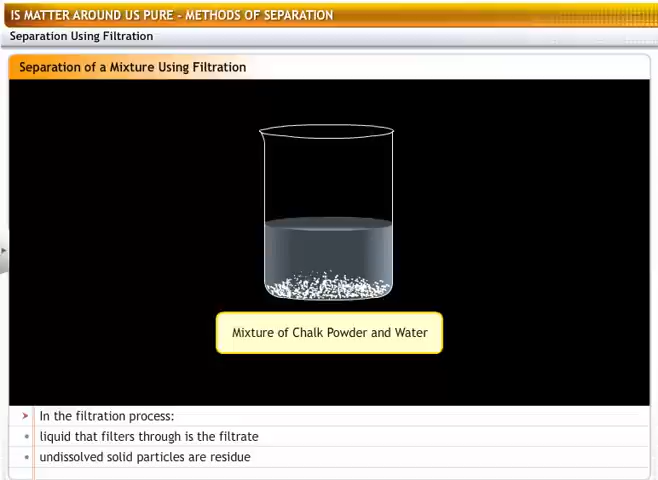 IS MATTER AROUND US PURE - METHODS OF SEPARATION
Separation Using Filtration
Separation of a Mixture Using Filtration
Mixture of Chalk Powder and Water
In the filtration process:
liquid that filters through is the filtrate
undissolved solid particles are residue